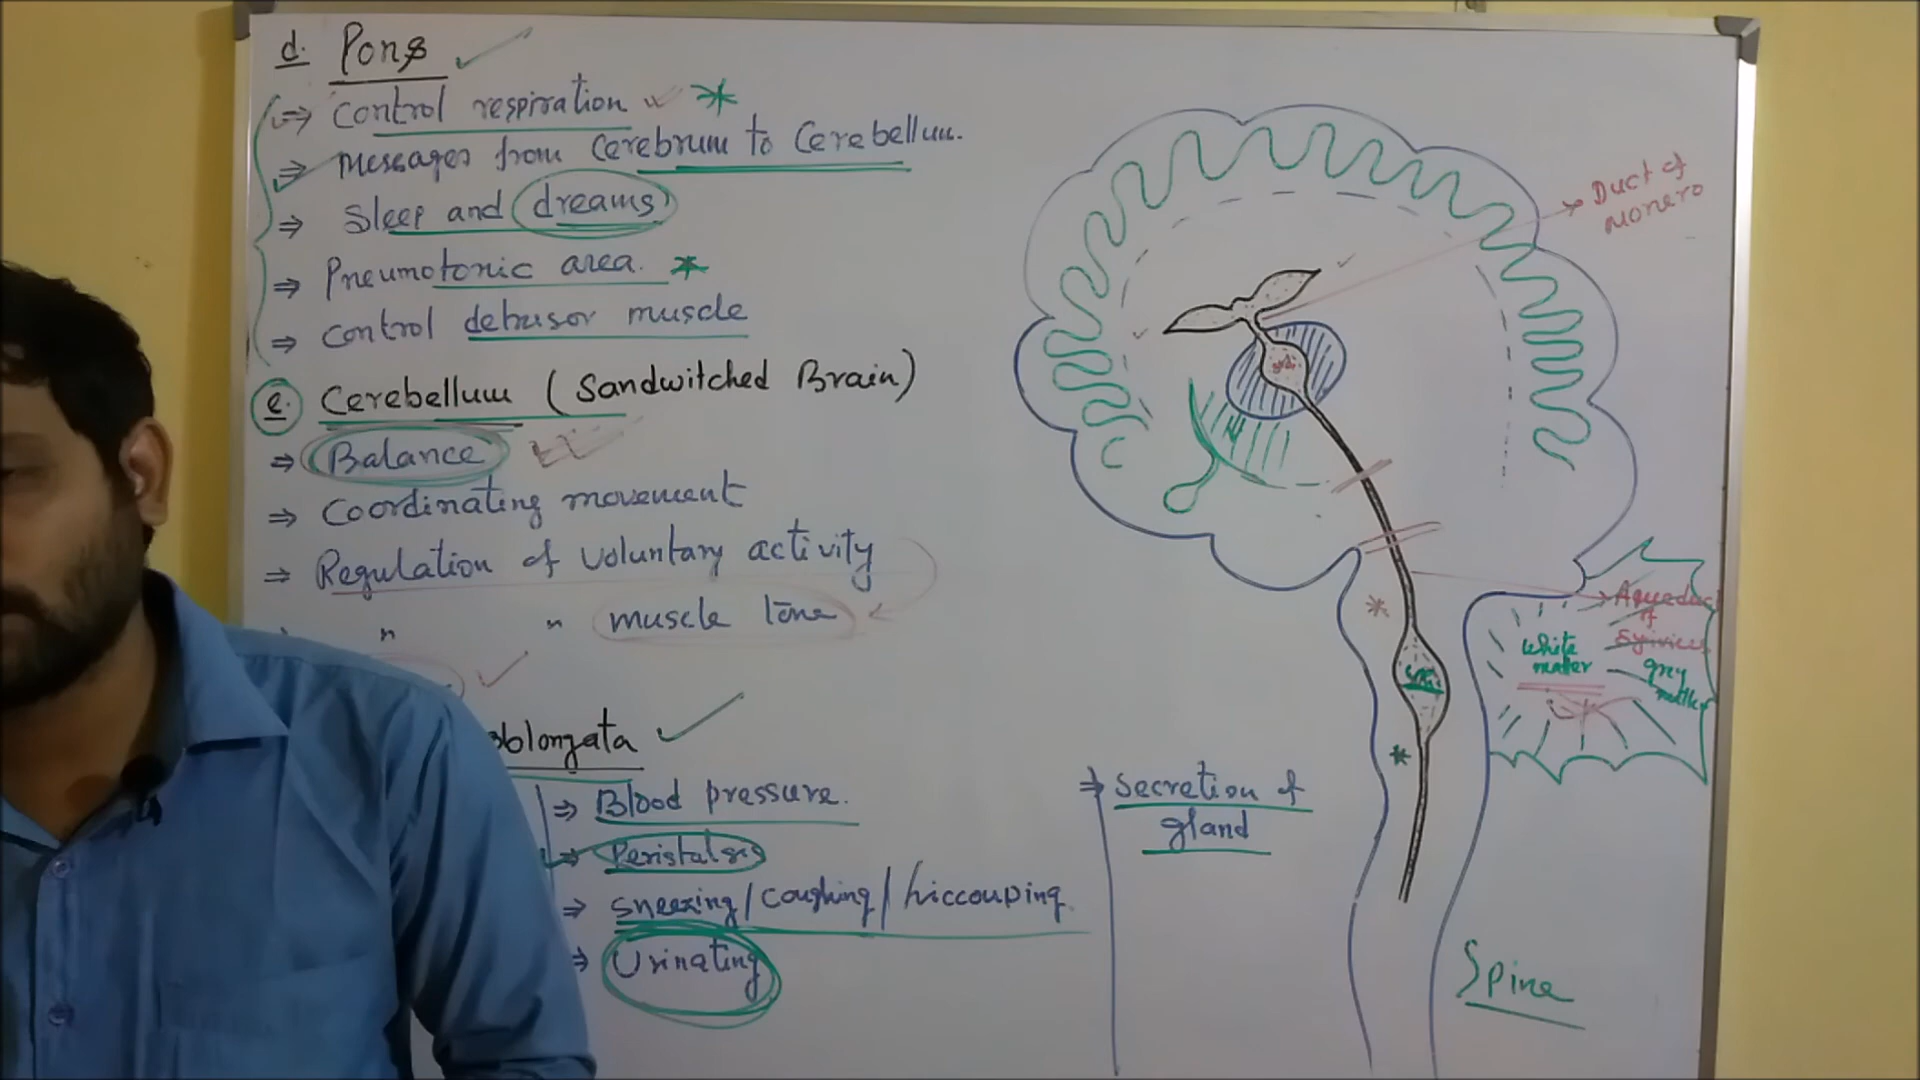 d. Pons
⇒ Control respiration
⇒ Messages from Cerebrum to Cerebellum.
⇒ Sleep and dreams
⇒ Pneumotonic area.
⇒ Control detrusor muscle
e. Cerebellum (Sandwitched Brain)
⇒ Balance
⇒ Coordinating movement
⇒ Regulation of voluntary activity
" " muscle tone
oblongata
⇒ Blood pressure.
⇒ Peristalsis
⇒ Sneezing/Coughing/hiccouping.
⇒ Urinating
⇒ Secretion of
gland
Duct of
Monero
of
White
matter
grey
Spine